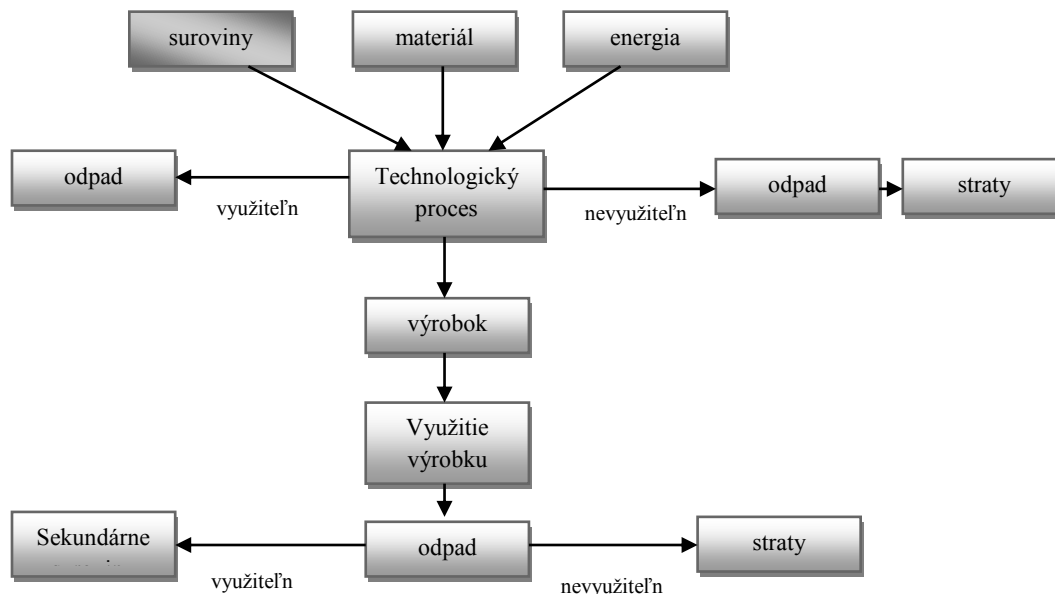 suroviny
materiál
energia
odpad
Technologický
proces
odpad
straty
využiteľn
nevyužiteľn
výrobok
Využitie
výrobku
Sekundárne
odpad
straty
využiteľn
nevyužiteľn